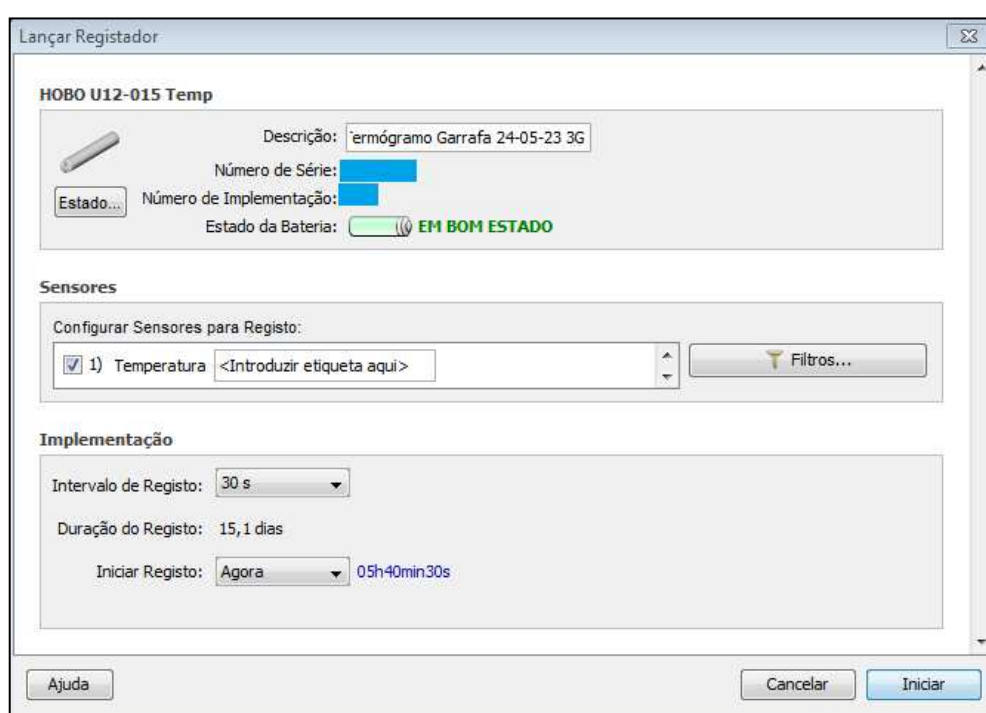 Lançar Registador
HOBO U12-015 Temp
Descrição: ermógramo Garrafa 24-05-23 3G
Número de Série:
Estado... Número de Implementação:
Estado da Bateria: EM BOM ESTADO
Sensores
Configurar Sensores para Registo:
1) Temperatura <Introduzir etiqueta aqui> Filtros...
Implementação
Intervalo de Registo: 30 s
Duração do Registo: 15,1 dias
Iniciar Registo: Agora 05h40min30s
Ajuda Cancelar Iniciar